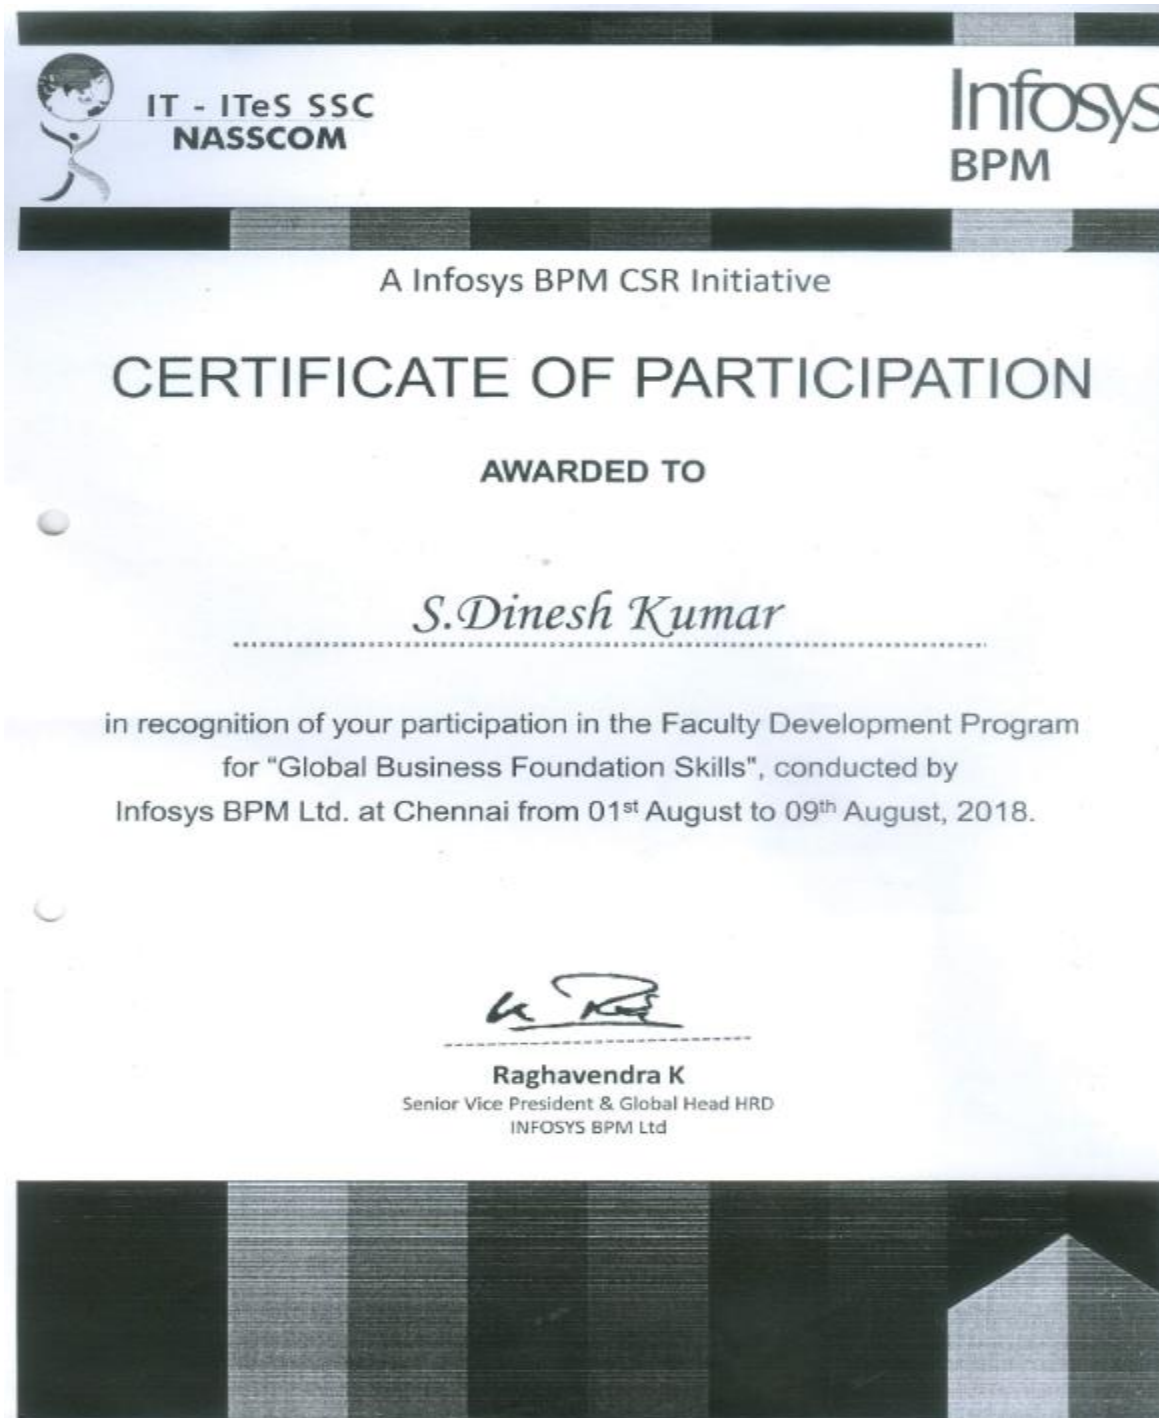 IT - ITeS SSC
NASSCOM
Infosys
BPM
A Infosys BPM CSR Initiative
CERTIFICATE OF PARTICIPATION
AWARDED TO
S.Dinesh Kumar
in recognition of your participation in the Faculty Development Program
for “Global Business Foundation Skills", conducted by
Infosys BPM Ltd. at Chennai from 01st August to 09th August, 2018.
Raghavendra K
Senior Vice President & Global Head HRD
INFOSYS BPM Ltd